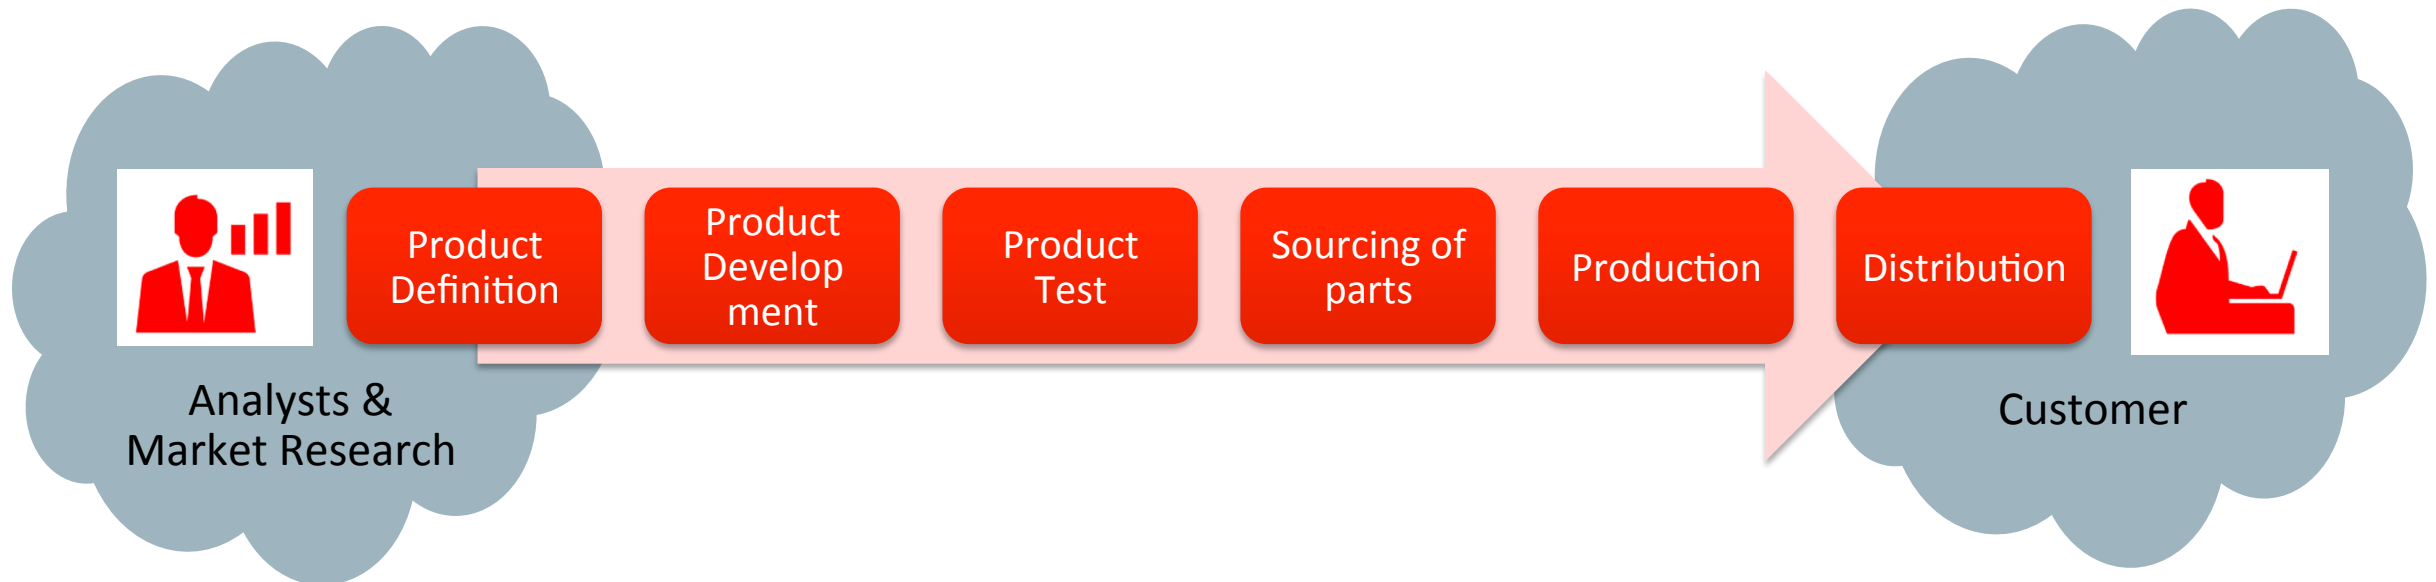 Product
Definition
Product
Develop
ment
Product
Test
Sourcing of
parts
Production
Distribution
Analysts &
Market Research
Customer